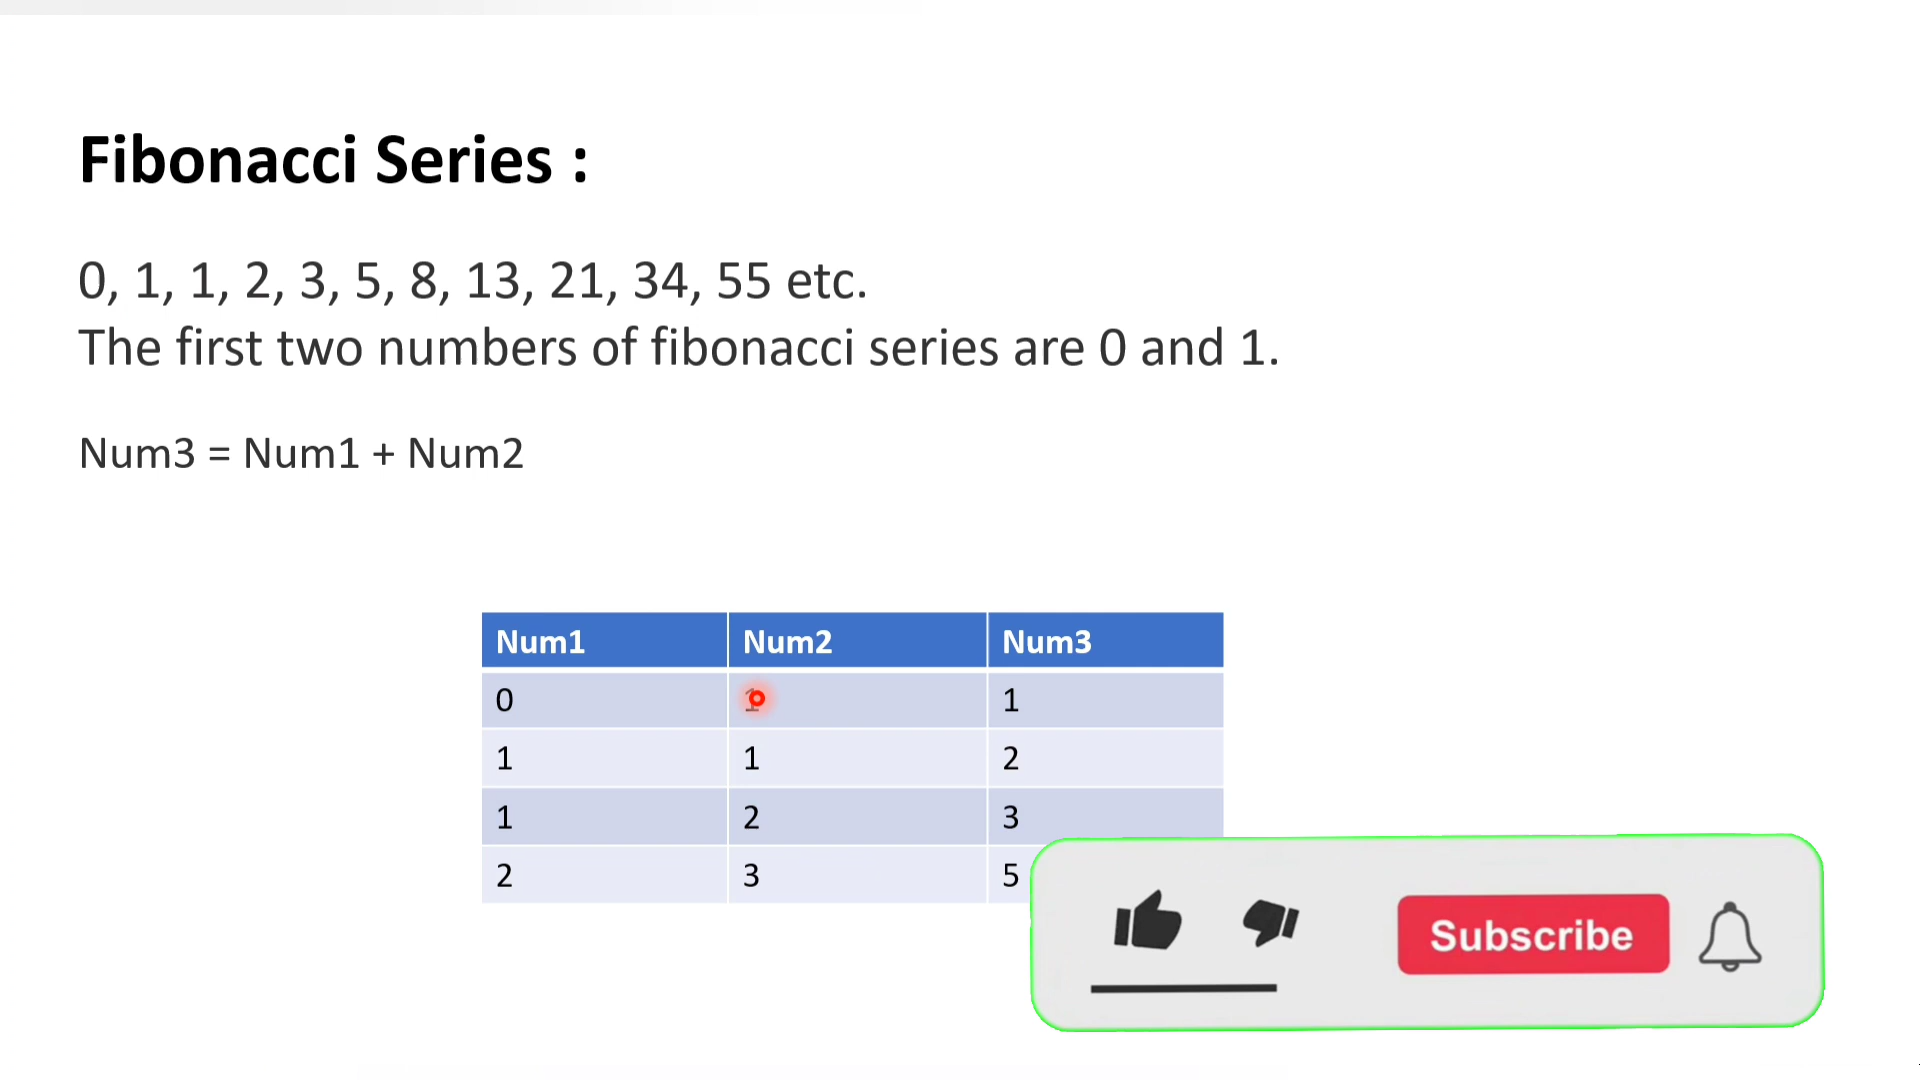 Fibonacci Series :
0, 1, 1, 2, 3, 5, 8, 13, 21, 34, 55 etc.
The first two numbers of fibonacci series are 0 and 1.
Num3 = Num1 + Num2
Num1 Num2 Num3
0 1 1
1 1 2
1 2 3
2 3 5
Subscribe